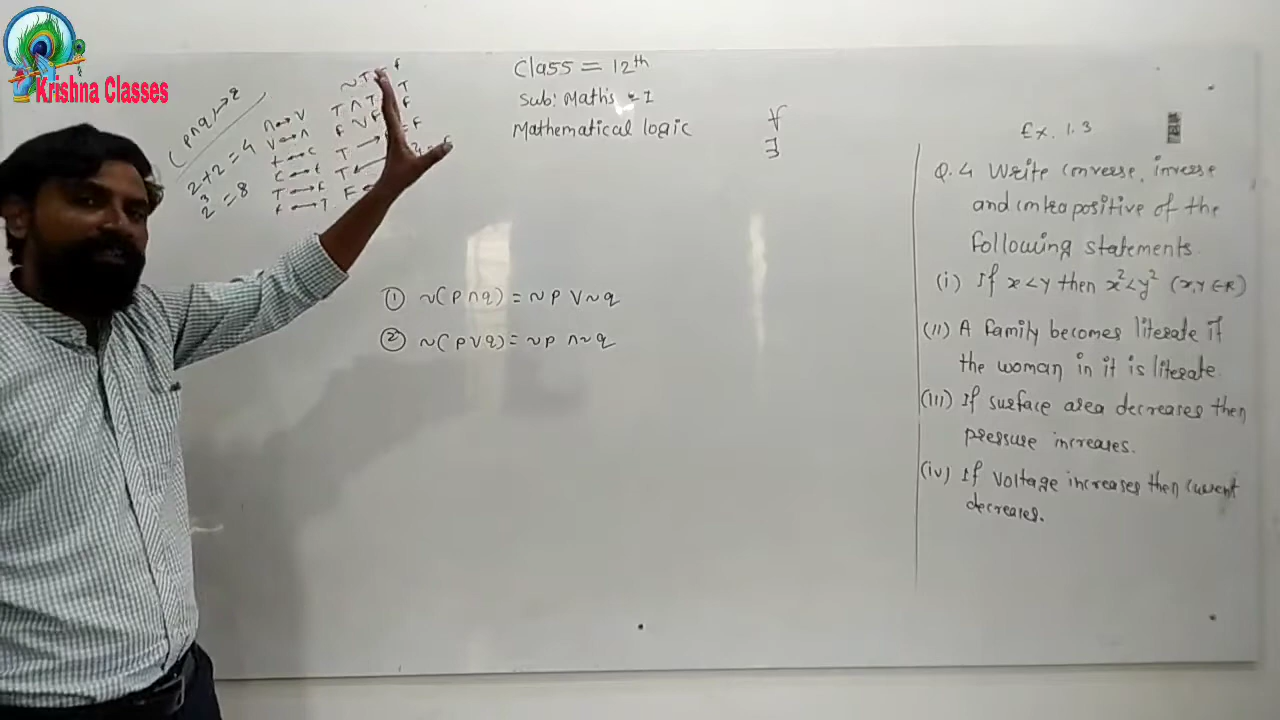 Krishna Classes
(p∧q)→r
2+2=4
2³=8
∧↔∨
∨↔∧
t↔c
c↔t
T↔F
F↔T
Class = 12th
Sub: Maths - I
Mathematical logic
∀
∃
① ~(p∧q) = ~p ∨ ~q
② ~(p∨q) = ~p ∧ ~q
Ex. 1.3
Q.4 Write converse, inverse
and contrapositive of the
following statements.
(i) If x<y then x²<y² (x,y∈R)
(ii) A family becomes literate if
the woman in it is literate.
(iii) If surface area decreases then
pressure increases.
(iv) If voltage increases then current
decreases.